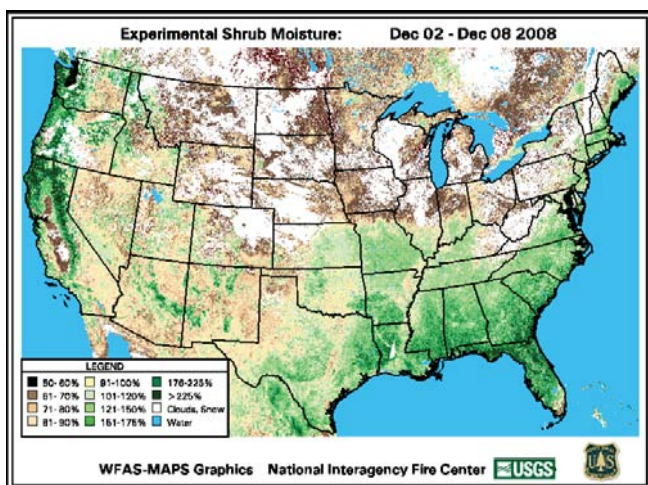 Experimental Shrub Moisture: Dec 02 - Dec 08 2008
LEGEND
50-60% 91-100% 176-225%
61-70% 101-120% >225%
71-80% 121-150% Clouds, Snow
81-90% 151-175% Water
WFAS-MAPS Graphics National Interagency Fire Center USGS